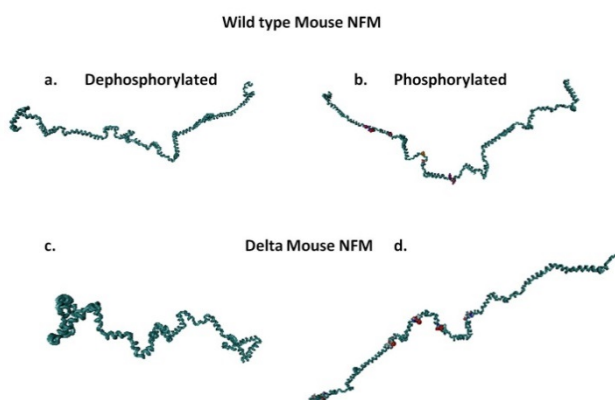 Wild type Mouse NFM
a. Dephosphorylated
b. Phosphorylated
c. Delta Mouse NFM d.